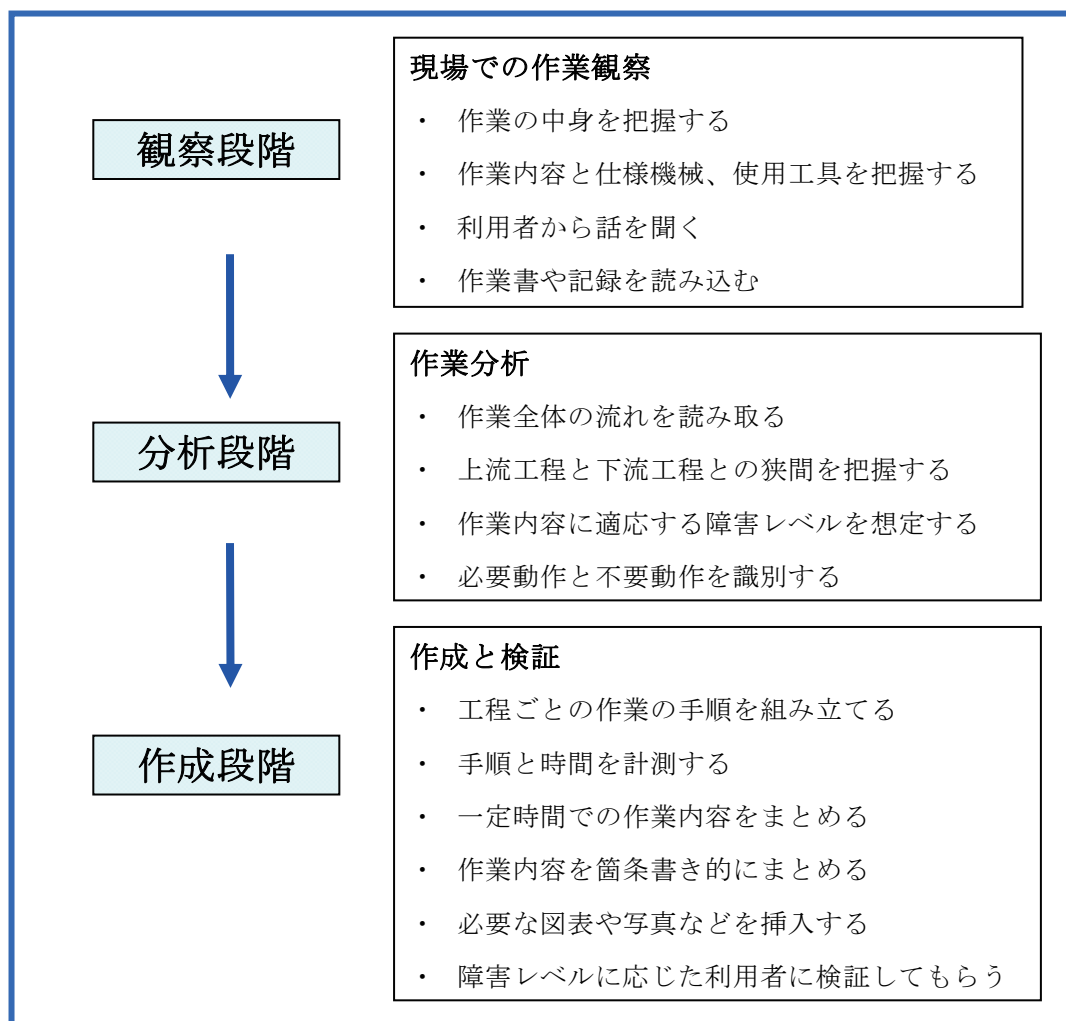 観察段階
現場での作業観察
・ 作業の中身を把握する
・ 作業内容と仕様機械、使用工具を把握する
・ 利用者から話を聞く
・ 作業書や記録を読み込む
分析段階
作業分析
・ 作業全体の流れを読み取る
・ 上流工程と下流工程との狭間を把握する
・ 作業内容に適応する障害レベルを想定する
・ 必要動作と不要動作を識別する
作成段階
作成と検証
・ 工程ごとの作業の手順を組み立てる
・ 手順と時間を計測する
・ 一定時間での作業内容をまとめる
・ 作業内容を箇条書き的にまとめる
・ 必要な図表や写真などを挿入する
・ 障害レベルに応じた利用者に検証してもらう